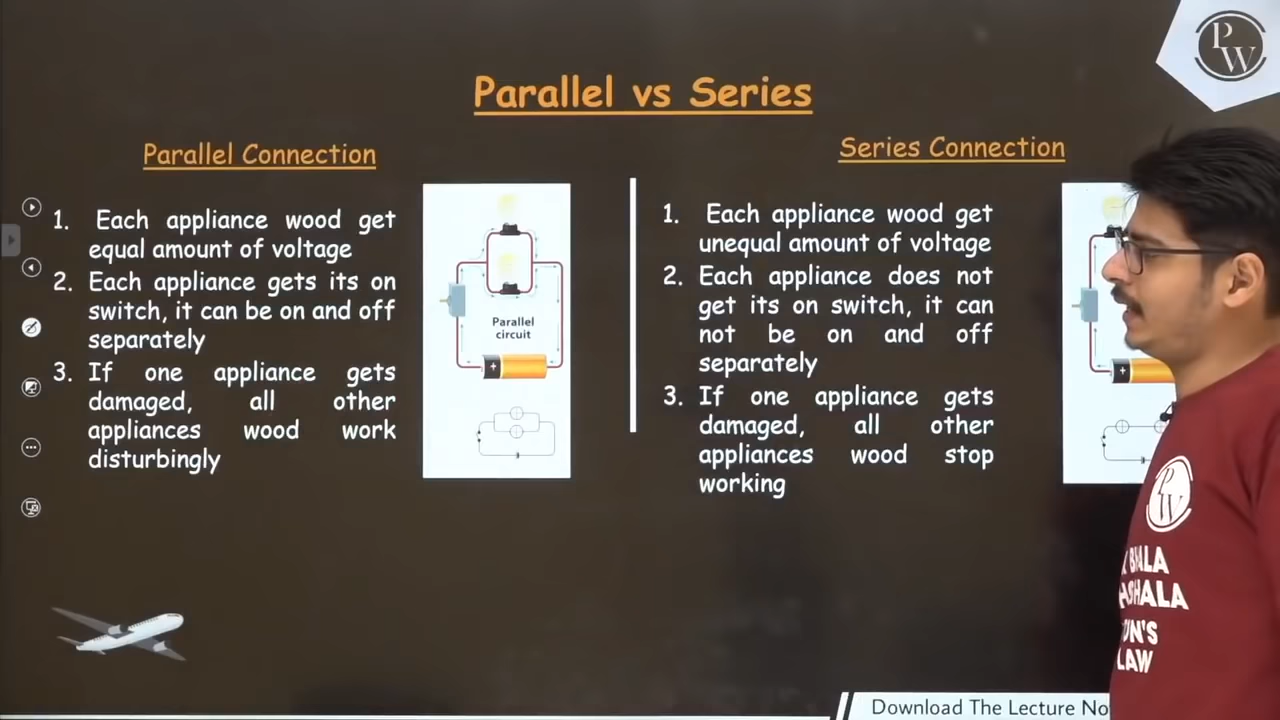 PW
Parallel vs Series
Parallel Connection
1. Each appliance wood get
equal amount of voltage
2. Each appliance gets its on
switch, it can be on and off
separately
3. If one appliance gets
damaged, all other
appliances wood work
disturbingly
Parallel
circuit
+
Series Connection
1. Each appliance wood get
unequal amount of voltage
2. Each appliance does not
get its on switch, it can
not be on and off
separately
3. If one appliance gets
damaged, all other
appliances wood stop
working
+
PW
LAW
Download The Lecture